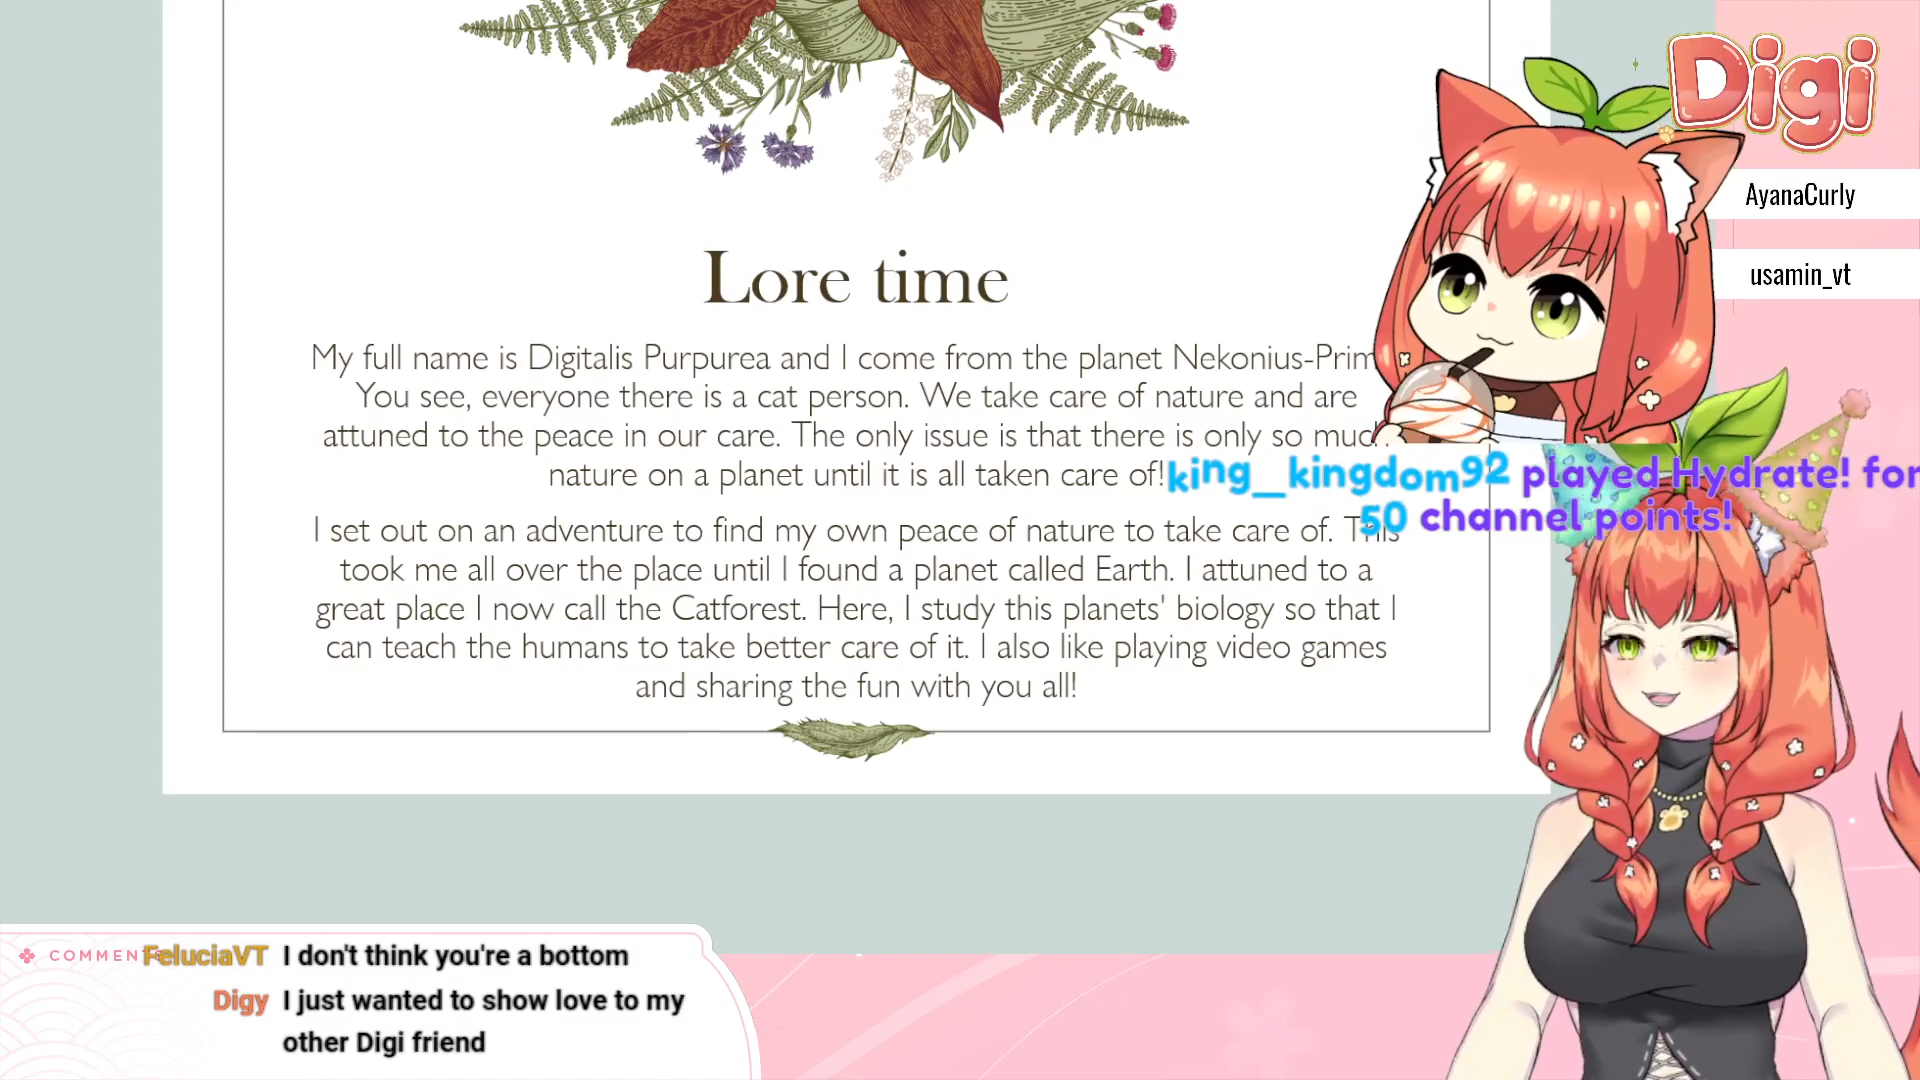 Digi
AyanaCurly
usamin_vt
Lore time
My full name is Digitalis Purpurea and I come from the planet
You see, everyone there is a cat person. We take care of nature and are
attuned to the peace in our care. The only issue is that there is only so much
nature on a planet until it is all taken care of!
king__kingdom92 played Hydrate! for
50 channel points!
I set out on an adventure to find my own peace of nature to take care of. This
took me all over the place until I found a planet called Earth. I attuned to a
great place I now call the Catforest. Here, I study this planets' biology so that I
can teach the humans to take better care of it. I also like playing video games
and sharing the fun with you all!
FeluciaVT I don't think you're a bottom
Digy I just wanted to show love to my
other Digi friend